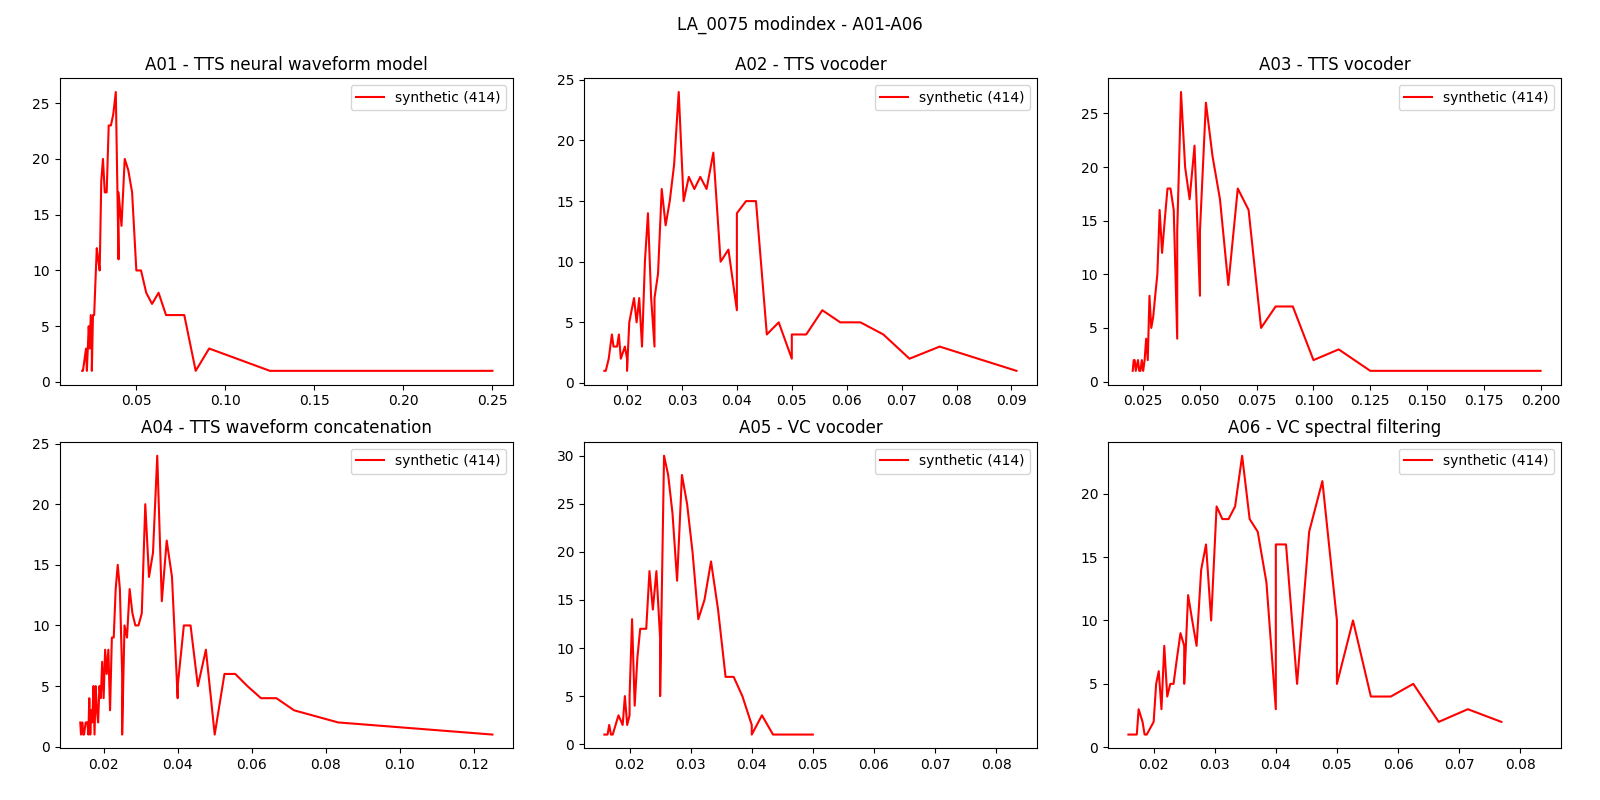 LA_0075 modindex - A01-A06
A01 - TTS neural waveform model
synthetic (414)
25
20
15
10
5
0
0.05 0.10 0.15 0.20 0.25
A02 - TTS vocoder
synthetic (414)
25
20
15
10
5
0
0.02 0.03 0.04 0.05 0.06 0.07 0.08 0.09
A03 - TTS vocoder
synthetic (414)
25
20
15
10
5
0
0.025 0.050 0.075 0.100 0.125 0.150 0.175 0.200
A04 - TTS waveform concatenation
synthetic (414)
25
20
15
10
5
0
0.02 0.04 0.06 0.08 0.10 0.12
A05 - VC vocoder
synthetic (414)
30
25
20
15
10
5
0
0.02 0.03 0.04 0.05 0.06 0.07 0.08
A06 - VC spectral filtering
synthetic (414)
20
15
10
5
0
0.02 0.03 0.04 0.05 0.06 0.07 0.08